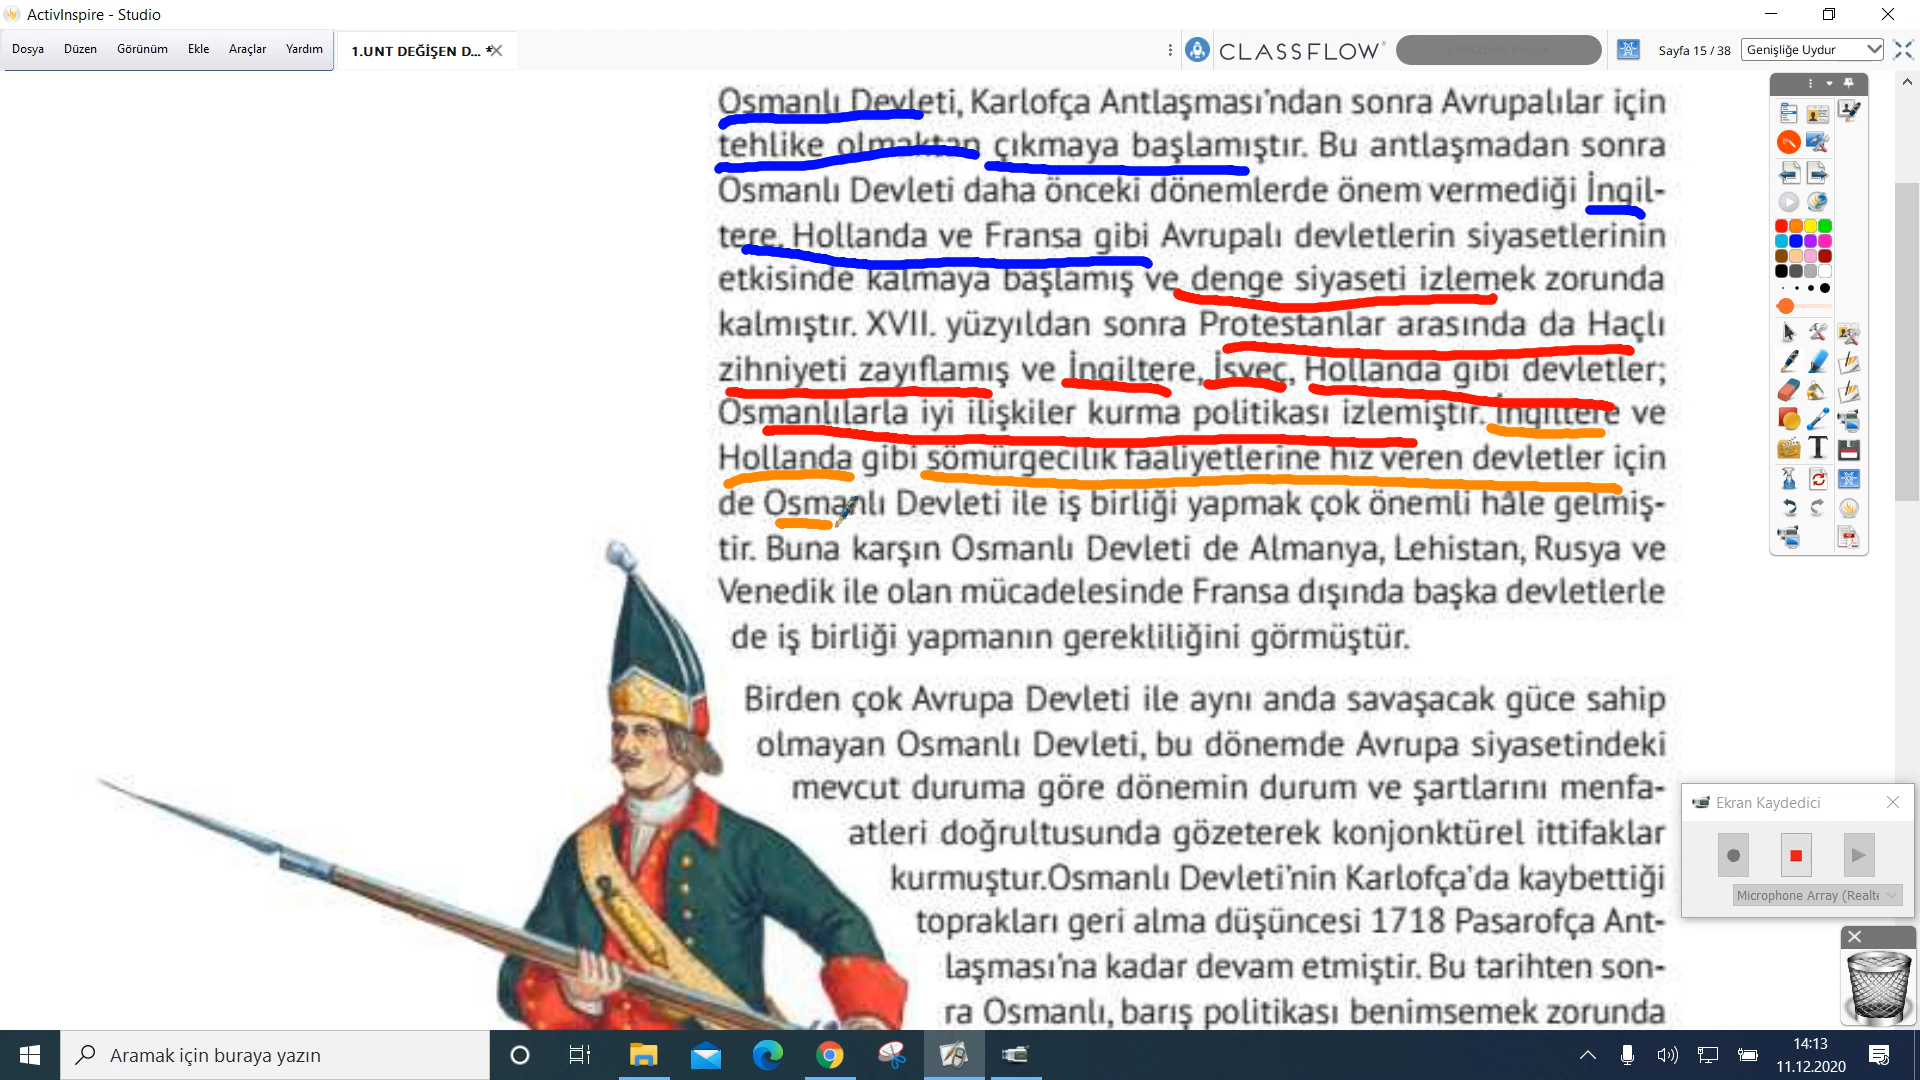 ActivInspire - Studio
Dosya Düzen Görünüm Ekle Araçlar Yardım
1.UNT DEĞİŞEN D... *
CLASSFLOW
Sayfa 15 / 38
Genişliğe Uydur
Osmanlı Devleti, Karlofça Antlaşması'ndan sonra Avrupalılar için
tehlike olmaktan çıkmaya başlamıştır. Bu antlaşmadan sonra
Osmanlı Devleti daha önceki dönemlerde önem vermediği İngil-
tere, Hollanda ve Fransa gibi Avrupalı devletlerin siyasetlerinin
etkisinde kalmaya başlamış ve denge siyaseti izlemek zorunda
kalmıştır. XVII. yüzyıldan sonra Protestanlar arasında da Haçlı
zihniyeti zayıflamış ve İngiltere, İsveç, Hollanda gibi devletler;
Osmanlılarla iyi ilişkiler kurma politikası izlemiştir. İngiltere ve
Hollanda gibi sömürgecilik faaliyetlerine hız veren devletler için
de Osmanlı Devleti ile iş birliği yapmak çok önemli hâle gelmiş-
tir. Buna karşın Osmanlı Devleti de Almanya, Lehistan, Rusya ve
Venedik ile olan mücadelesinde Fransa dışında başka devletlerle
de iş birliği yapmanın gerekliliğini görmüştür.
Birden çok Avrupa Devleti ile aynı anda savaşacak güce sahip
olmayan Osmanlı Devleti, bu dönemde Avrupa siyasetindeki
mevcut duruma göre dönemin durum ve şartlarını menfa-
atleri doğrultusunda gözeterek konjonktürel ittifaklar
kurmuştur.Osmanlı Devleti'nin Karlofça'da kaybettiği
toprakları geri alma düşüncesi 1718 Pasarofça Ant-
laşması'na kadar devam etmiştir. Bu tarihten son-
ra Osmanlı, barış politikası benimsemek zorunda
Ekran Kaydedici
Microphone Array (Realte
Aramak için buraya yazın
14:13
11.12.2020